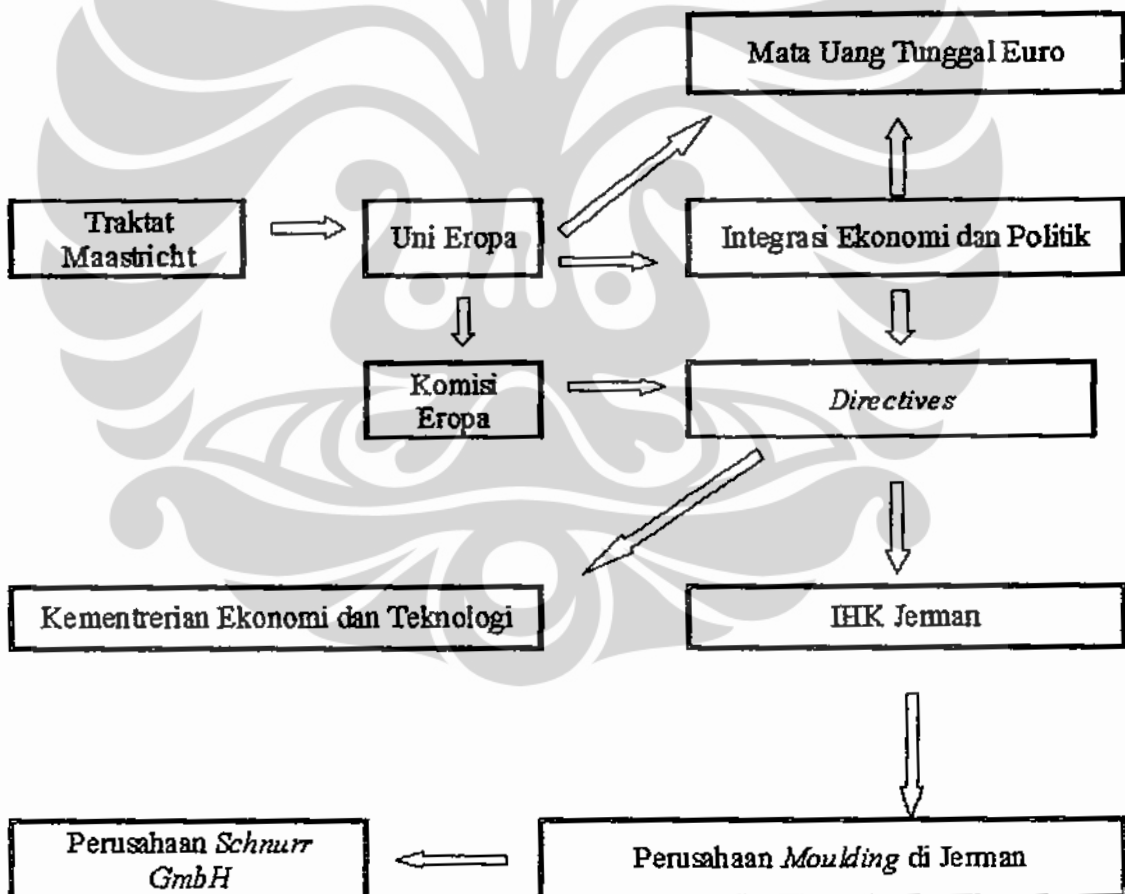 Mata Uang Tunggal Euro
Traktat
Maastricht
Uni Eropa
Integrasi Ekonomi dan Politik
Komisi
Eropa
Directives
Kementrerian Ekonomi dan Teknologi
IHK Jerman
Perusahaan Schnurr
GmbH
Perusahaan Moulding di Jerman